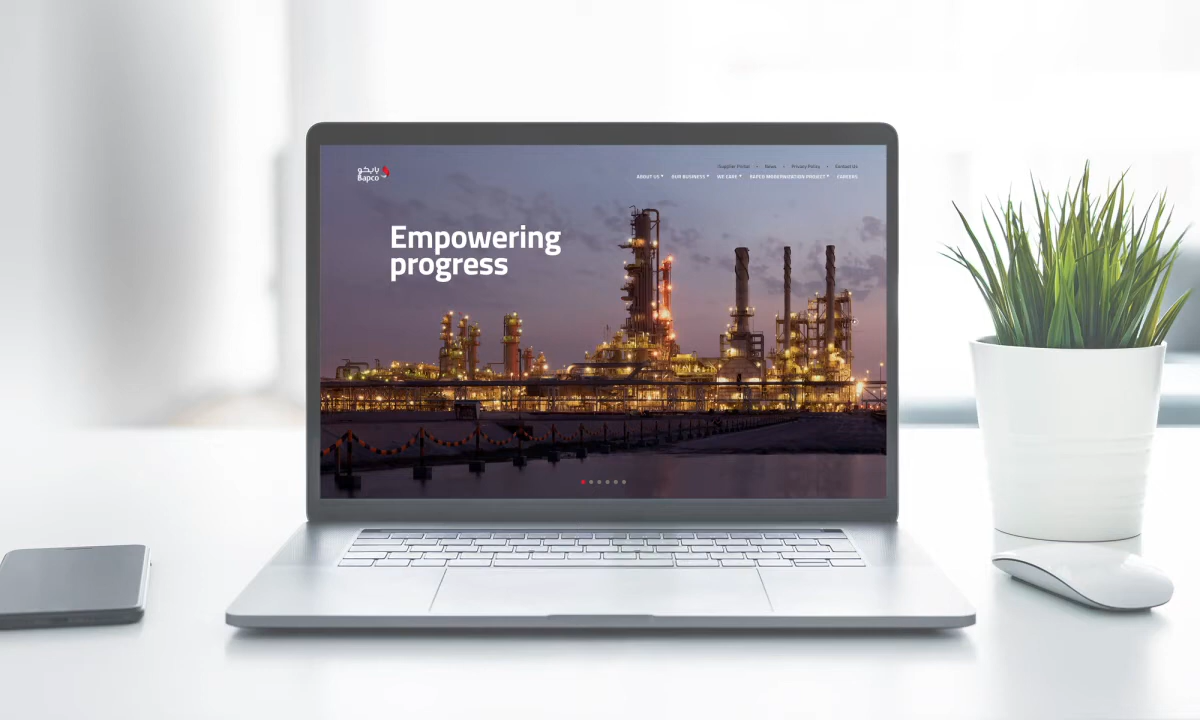 بابكو
Bapco
Supplier Portal • News • Privacy Policy • Contact Us
ABOUT US OUR BUSINESS WE CARE BAPCO MODERNIZATION PROJECT CAREERS
Empowering
progress